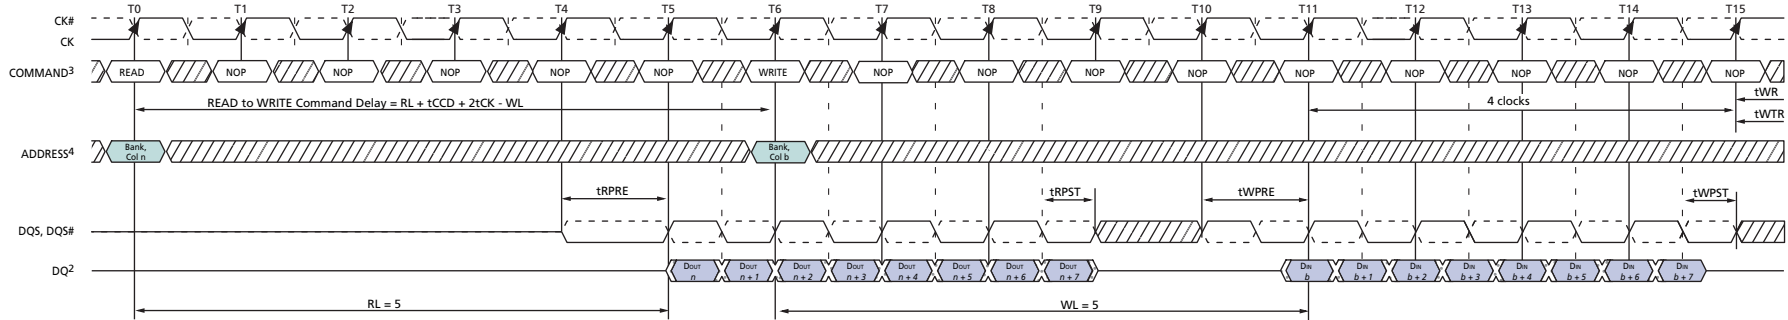 T0 T1 T2 T3 T4 T5 T6 T7 T8 T9 T10 T11 T12 T13 T14 T15
CK#
CK
COMMAND3 READ NOP NOP NOP NOP NOP WRITE NOP NOP NOP NOP NOP NOP NOP NOP NOP
READ to WRITE Command Delay = RL + tCCD + 2tCK - WL 4 clocks tWR
tWTR
ADDRESS4 Bank, Col n Bank, Col b
tRPRE tRPST tWPRE tWPST
DQS, DQS#
DQ2 DOUT n DOUT n + 1 DOUT n + 2 DOUT n + 3 DOUT n + 4 DOUT n + 5 DOUT n + 6 DOUT n + 7 DIN b DIN b + 1 DIN b + 2 DIN b + 3 DIN b + 4 DIN b + 5 DIN b + 6 DIN b + 7
RL = 5 WL = 5